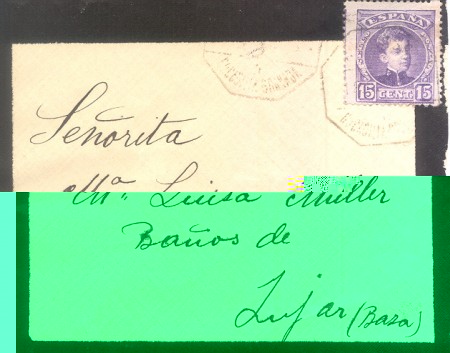 ESPAÑA
15 CENT. 15
Señorita
Mª Luisa Müller
Baños de
Lujar (Baza)